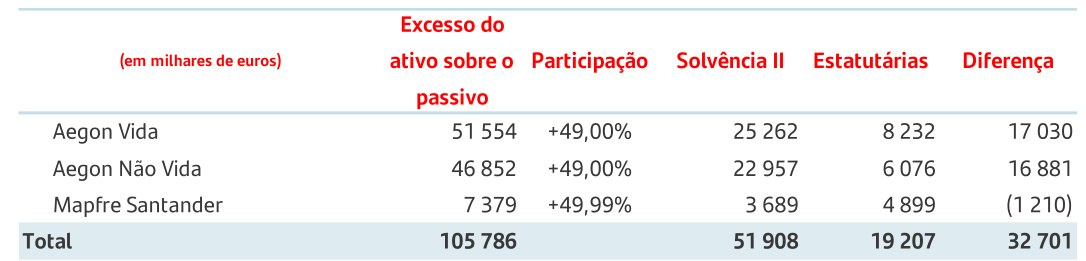 (em milhares de euros) Excesso do ativo sobre o passivo Participação Solvência II Estatutárias Diferença
Aegon Vida 51 554 +49,00% 25 262 8 232 17 030
Aegon Não Vida 46 852 +49,00% 22 957 6 076 16 881
Mapfre Santander 7 379 +49,99% 3 689 4 899 (1 210)
Total 105 786 51 908 19 207 32 701